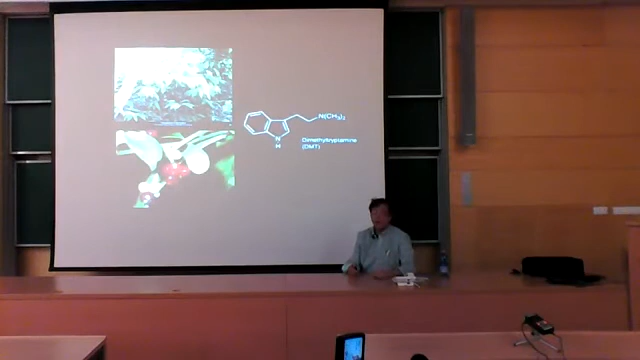 N(CH₃)₂
N
H
Dimethyltryptamine
(DMT)